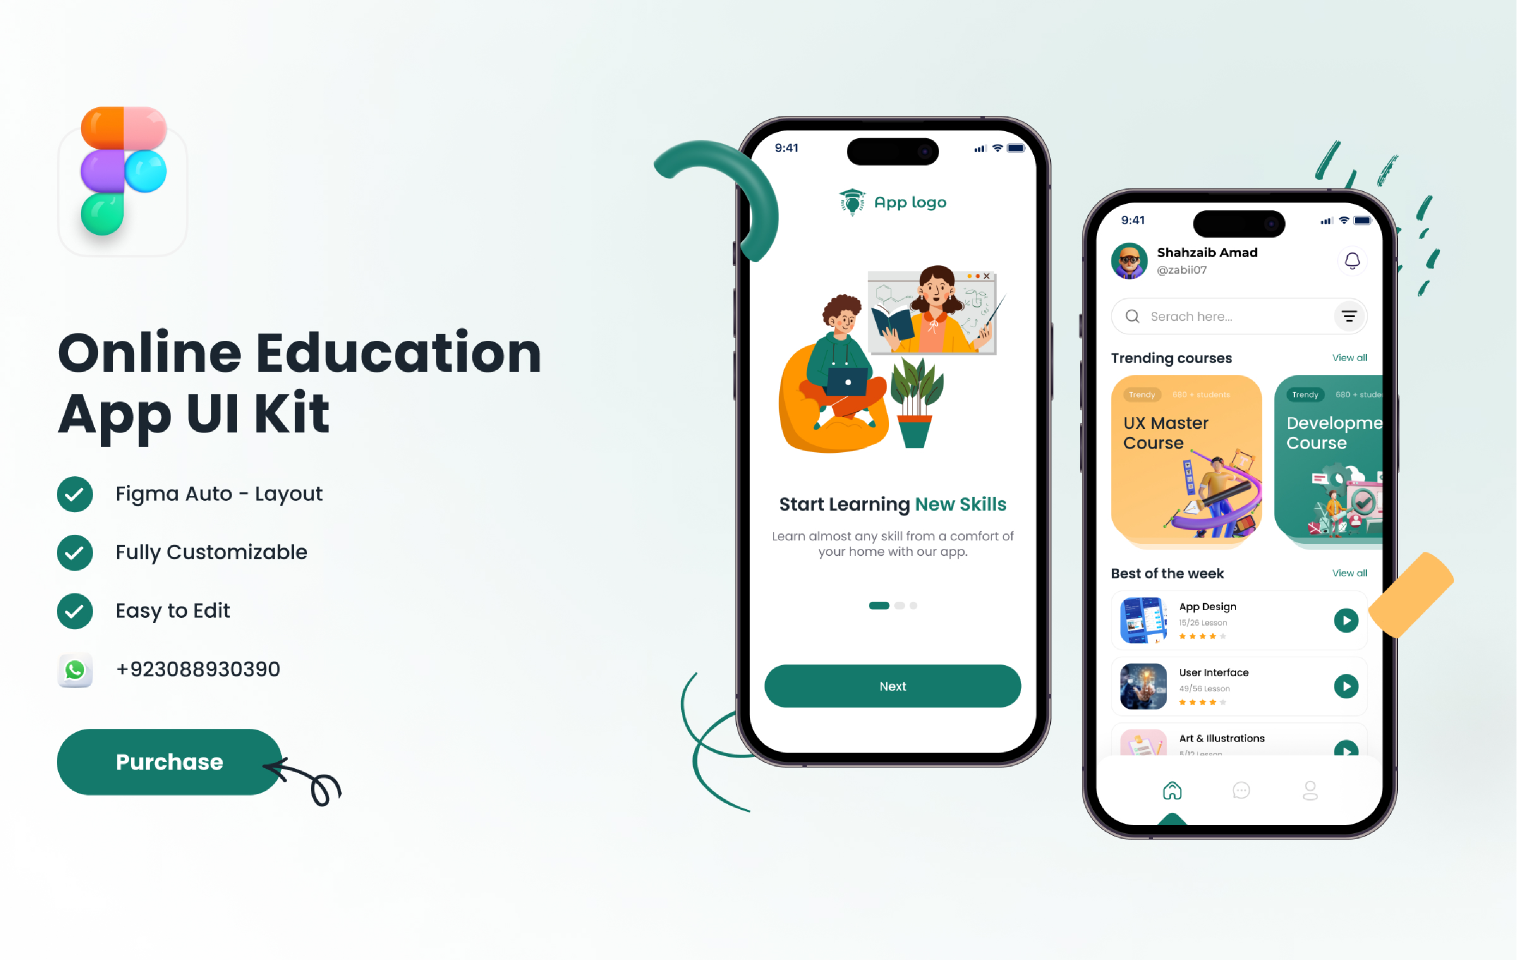 Online Education
App UI Kit
Figma Auto - Layout
Fully Customizable
Easy to Edit
+923088930390
Purchase
9:41
App logo
Start Learning New Skills
Learn almost any skill from a comfort of
your home with our app.
Next
9:41
Shahzaib Amad
@zabii07
Serach here...
Trending courses
View all
Trendy
680 + students
UX Master
Course
Trendy
680 + stude
Developme
Course
Best of the week
View all
App Design
15/26 Lesson
User Interface
49/56 Lesson
Art & Illustrations